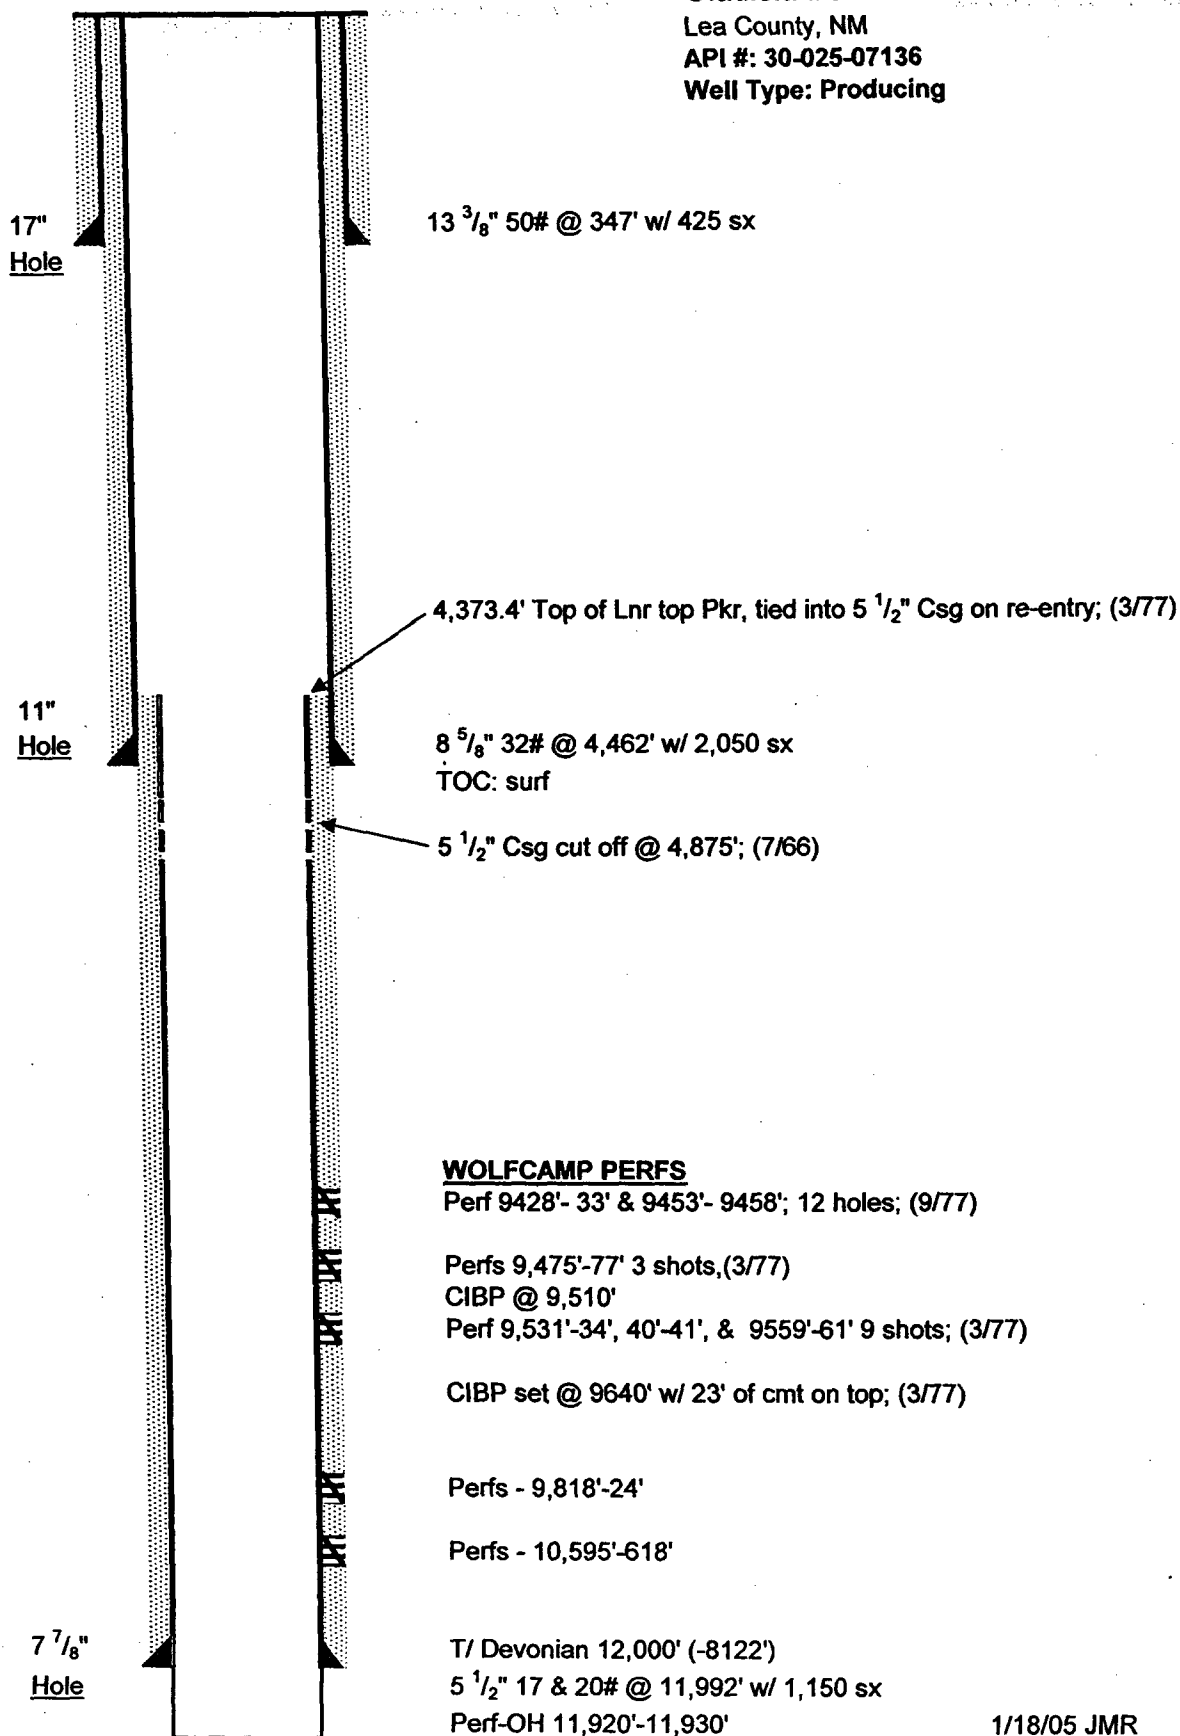 Lea County, NM
API #: 30-025-07136
Well Type: Producing
17"
Hole
13 3/8" 50# @ 347' w/ 425 sx
4,373.4' Top of Lnr top Pkr, tied into 5 1/2" Csg on re-entry; (3/77)
11"
Hole
8 5/8" 32# @ 4,462' w/ 2,050 sx
TOC: surf
5 1/2" Csg cut off @ 4,875'; (7/66)
WOLFCAMP PERFS
Perf 9428'- 33' & 9453'- 9458'; 12 holes; (9/77)
Perfs 9,475'-77' 3 shots,(3/77)
CIBP @ 9,510'
Perf 9,531'-34', 40'-41', & 9559'-61' 9 shots; (3/77)
CIBP set @ 9640' w/ 23' of cmt on top; (3/77)
Perfs - 9,818'-24'
Perfs - 10,595'-618'
7 7/8"
Hole
T/ Devonian 12,000' (-8122')
5 1/2" 17 & 20# @ 11,992' w/ 1,150 sx
Perf-OH 11,920'-11,930'
1/18/05 JMR